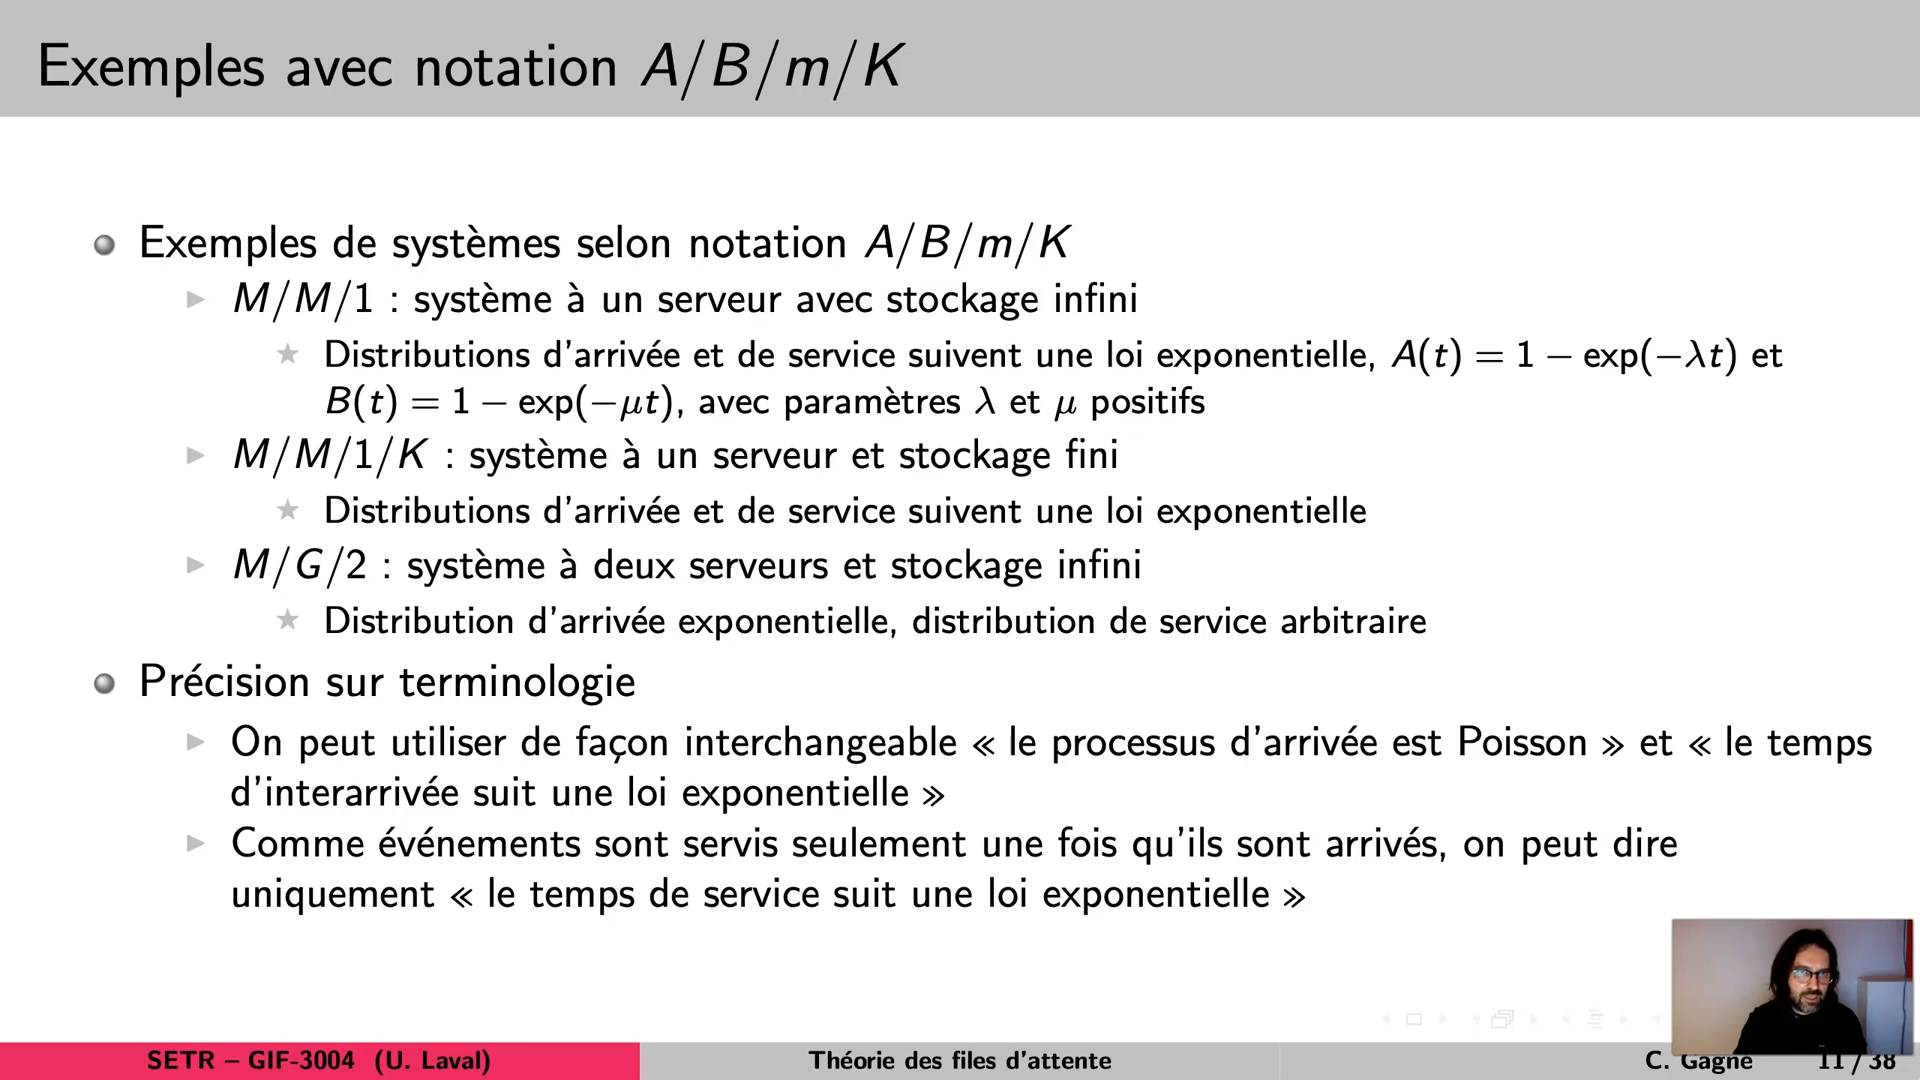 Exemples avec notation A/B/m/K
Exemples de systèmes selon notation A/B/m/K
M/M/1 : système à un serveur avec stockage infini
Distributions d'arrivée et de service suivent une loi exponentielle, A(t) = 1 − exp(−λt) et
B(t) = 1 − exp(−μt), avec paramètres λ et μ positifs
M/M/1/K : système à un serveur et stockage fini
Distributions d'arrivée et de service suivent une loi exponentielle
M/G/2 : système à deux serveurs et stockage infini
Distribution d'arrivée exponentielle, distribution de service arbitraire
Précision sur terminologie
On peut utiliser de façon interchangeable « le processus d'arrivée est Poisson » et « le temps
d'interarrivée suit une loi exponentielle »
Comme événements sont servis seulement une fois qu'ils sont arrivés, on peut dire
uniquement « le temps de service suit une loi exponentielle »
SETR – GIF-3004 (U. Laval)
Théorie des files d'attente
C. Gagné
11 / 38